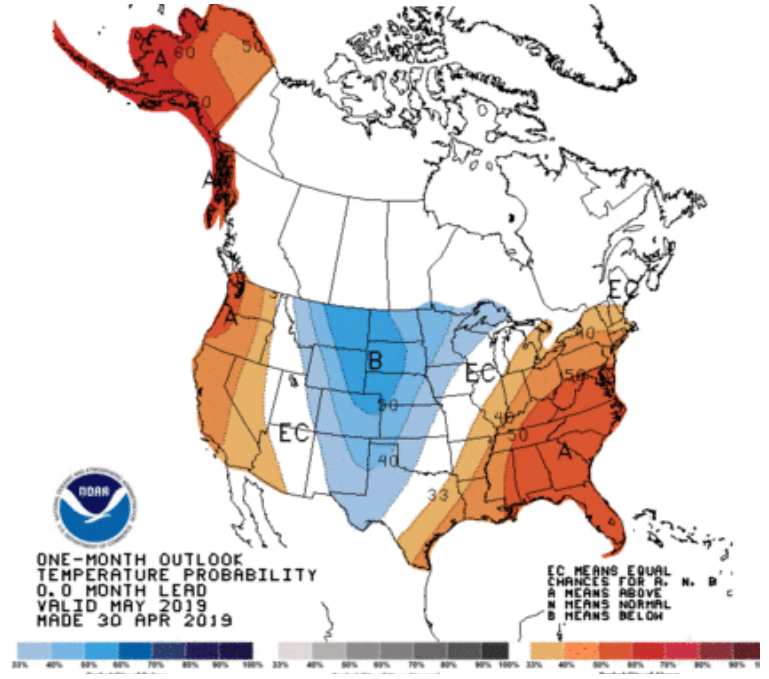 A
60
50
A
EC
A
40
B
EC
50
50
40
EC
50
A
40
33
NOAA
ONE-MONTH OUTLOOK
TEMPERATURE PROBABILITY
0.0 MONTH LEAD
VALID MAY 2019
MADE 30 APR 2019
EC MEANS EQUAL
CHANCES FOR A, N, B
A MEANS ABOVE
N MEANS NORMAL
B MEANS BELOW
33% 40% 50% 60% 70% 80% 90% 100%
33% 40% 50% 60% 70% 80% 90% 100%
33% 40% 50% 60% 70% 80% 90%